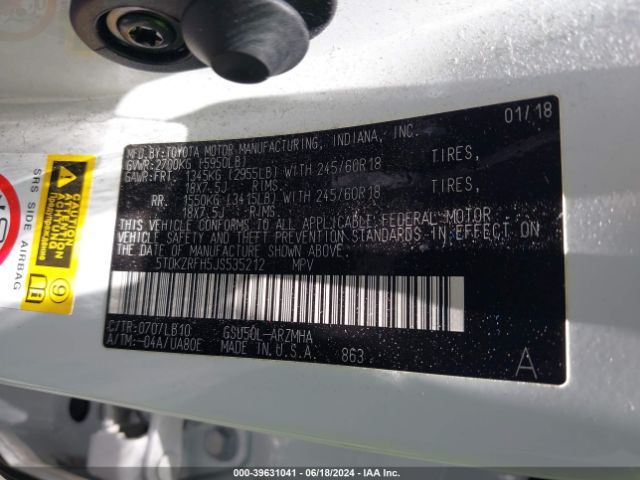 01/18
MFD.BY:TOYOTA MOTOR MANUFACTURING, INDIANA, INC.
GVWR:2700KG (5950LB)
GAWR:FRT. 1345KG (2955LB) WITH 245/60R18 TIRES,
18X7.5J RIMS.
RR. 1550KG (3415LB) WITH 245/60R18 TIRES,
18X7.5J RIMS.
THIS VEHICLE CONFORMS TO ALL APPLICABLE FEDERAL MOTOR
VEHICLE SAFETY AND THEFT PREVENTION STANDARDS IN EFFECT ON
THE DATE OF MANUFACTURE SHOWN ABOVE.
5TDKZRFH5JS535212 MPV
C/TR:070/LB10 GSU50L-ARZMHA
A/TM:-04A/UA80E MADE IN U.S.A. 863
A
SRS SIDE AIRBAG
ACTION
ACTION
000-39631041 - 06/18/2024 - IAA Inc.